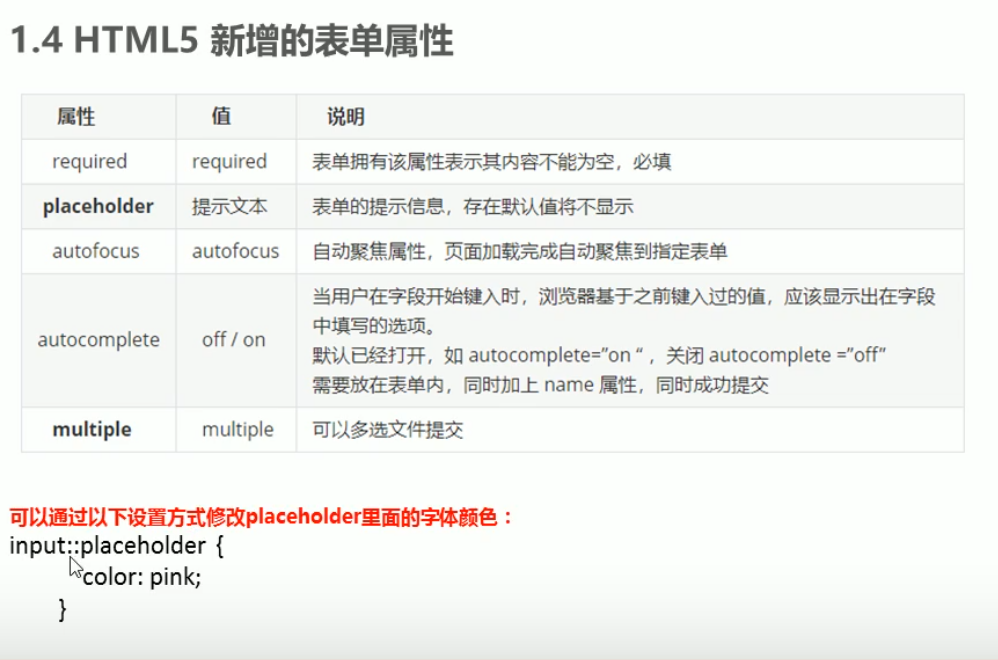 1.4 HTML5 新增的表单属性
属性 值 说明
required required 表单拥有该属性表示其内容不能为空，必填
placeholder 提示文本 表单的提示信息，存在默认值将不显示
autofocus autofocus 自动聚焦属性，页面加载完成自动聚焦到指定表单
autocomplete off / on 当用户在字段开始键入时，浏览器基于之前键入过的值，应该显示出在字段
中填写的选项。
默认已经打开，如 autocomplete=”on “ ，关闭 autocomplete =”off”
需要放在表单内，同时加上 name 属性，同时成功提交
multiple multiple 可以多选文件提交
可以通过以下设置方式修改placeholder里面的字体颜色：
input::placeholder {
color: pink;
}